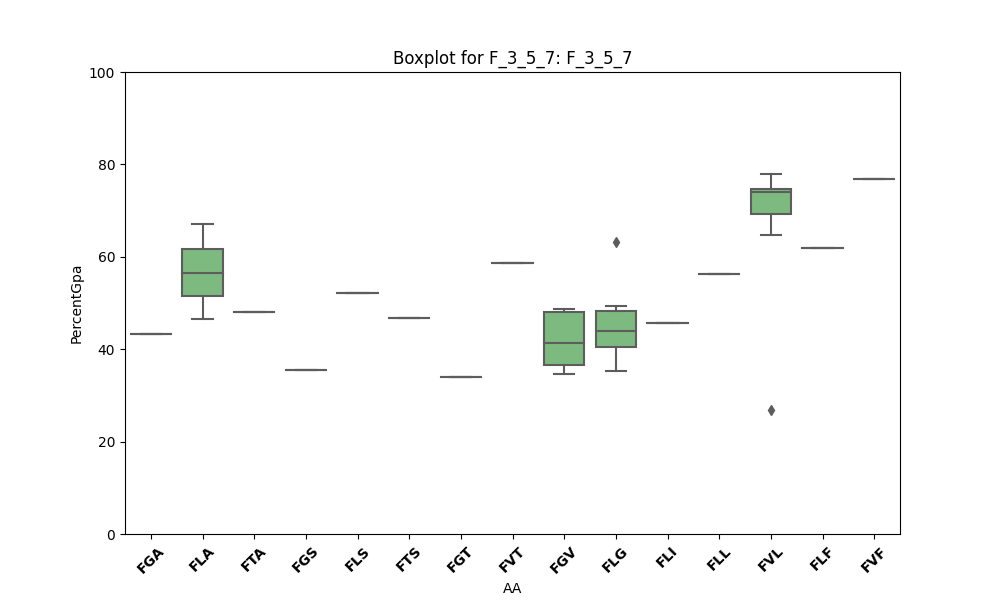 Boxplot for F_3_5_7: F_3_5_7
PercentGpa
100
80
60
40
20
0
FGA FLA FTA FGS FLS FTS FGT FVT FGV FLG FLI FLL FVL FLF FVF
AA